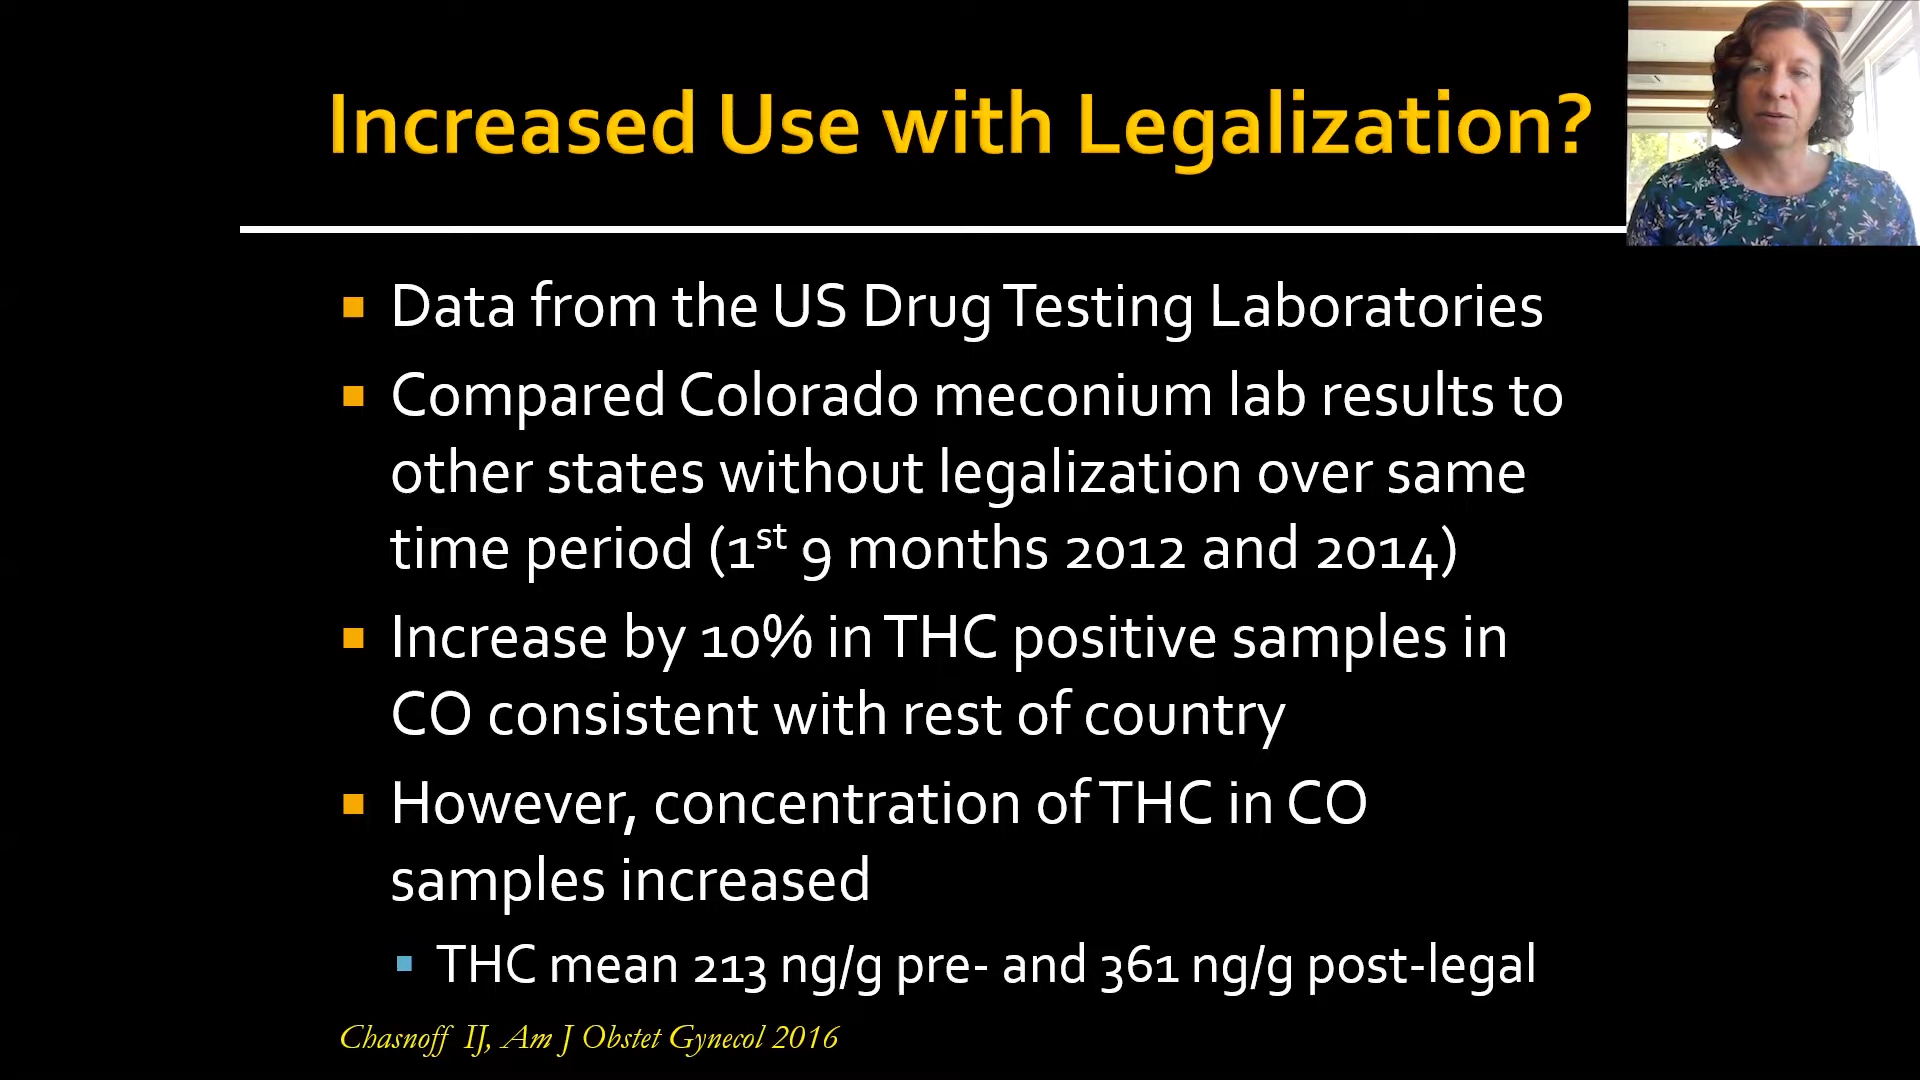 Increased Use with Legalization?
Data from the US Drug Testing Laboratories
Compared Colorado meconium lab results to
other states without legalization over same
time period (1st 9 months 2012 and 2014)
Increase by 10% in THC positive samples in
CO consistent with rest of country
However, concentration of THC in CO
samples increased
THC mean 213 ng/g pre- and 361 ng/g post-legal
Chasnoff IJ, Am J Obstet Gynecol 2016